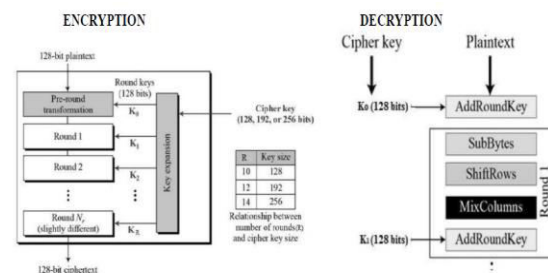 ENCRYPTION
128-bit plaintext
Pre-round
transformation
Round 1
Round 2
Round Nr
(slightly different)
128-bit ciphertext
Round keys
(128 bits)
K0
K1
K2
Key expansion
Cipher key
(128, 192, or 256 bits)
R Key size
10 128
12 192
14 256
Relationship between
number of rounds(R)
and cipher key size
DECRYPTION
Cipher key
Plaintext
K0 (128 bits)
AddRoundKey
SubBytes
ShiftRows
MixColumns
K1 (128 bits)
AddRoundKey
Round 1